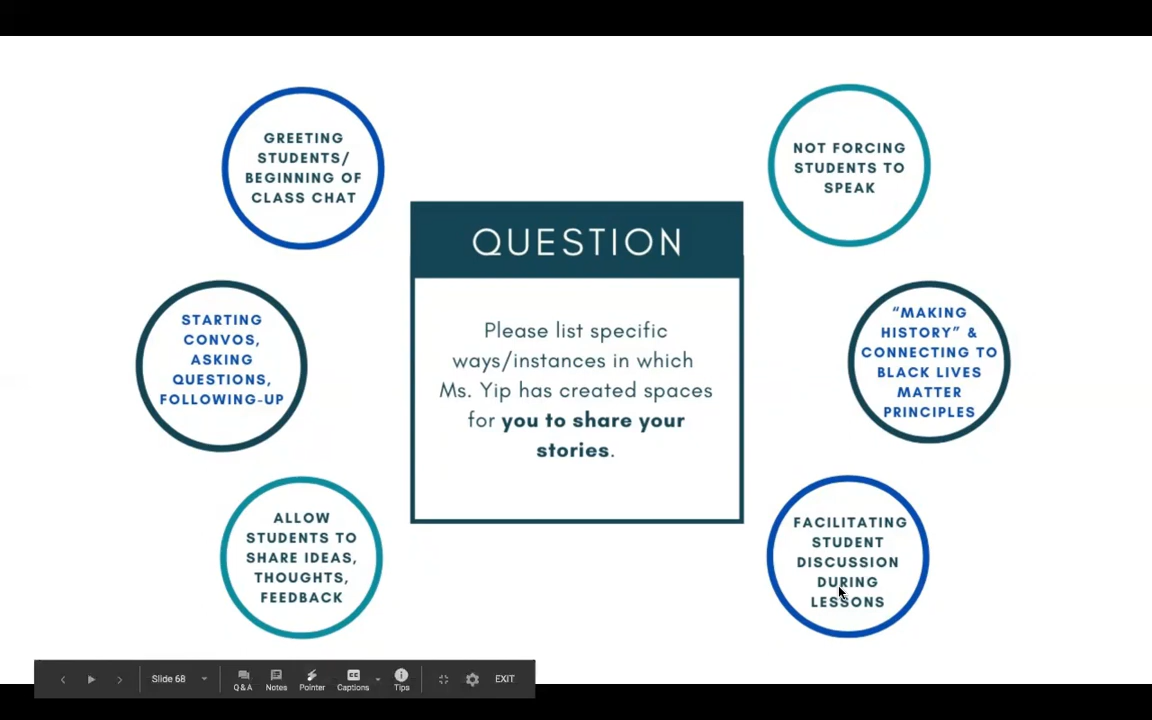 GREETING
STUDENTS/
BEGINNING OF
CLASS CHAT
NOT FORCING
STUDENTS TO
SPEAK
QUESTION
Please list specific
ways/instances in which
Ms. Yip has created spaces
for you to share your
stories.
STARTING
CONVOS,
ASKING
QUESTIONS,
FOLLOWING-UP
“MAKING
HISTORY” &
CONNECTING TO
BLACK LIVES
MATTER
PRINCIPLES
ALLOW
STUDENTS TO
SHARE IDEAS,
THOUGHTS,
FEEDBACK
FACILITATING
STUDENT
DISCUSSION
DURING
LESSONS
Slide 68
Q&A
Notes
Pointer
CC
Captions
Tips
EXIT